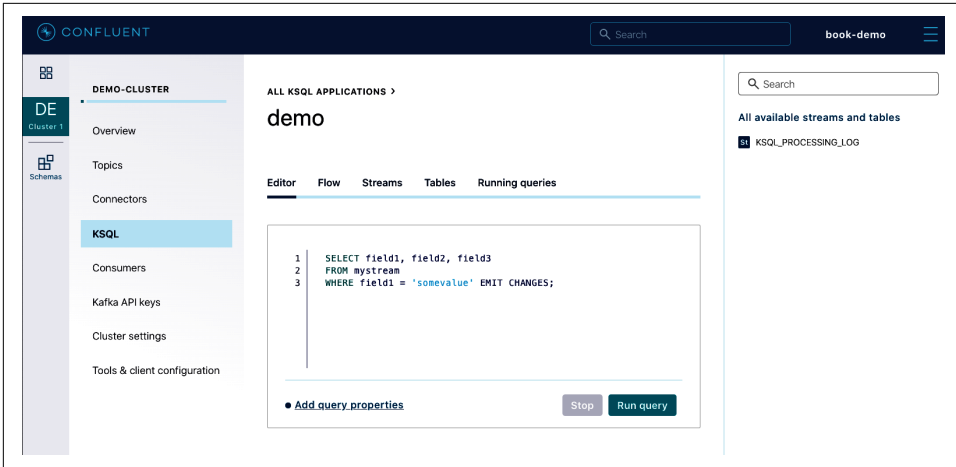 CONFLUENT
Search
book-demo
DE
Cluster 1
Schemas
DEMO-CLUSTER
Overview
Topics
Connectors
KSQL
Consumers
Kafka API keys
Cluster settings
Tools & client configuration
ALL KSQL APPLICATIONS >
demo
Editor Flow Streams Tables Running queries
1 SELECT field1, field2, field3
2 FROM mystream
3 WHERE field1 = 'somevalue' EMIT CHANGES;
Add query properties
Stop Run query
Search
All available streams and tables
St KSQL_PROCESSING_LOG